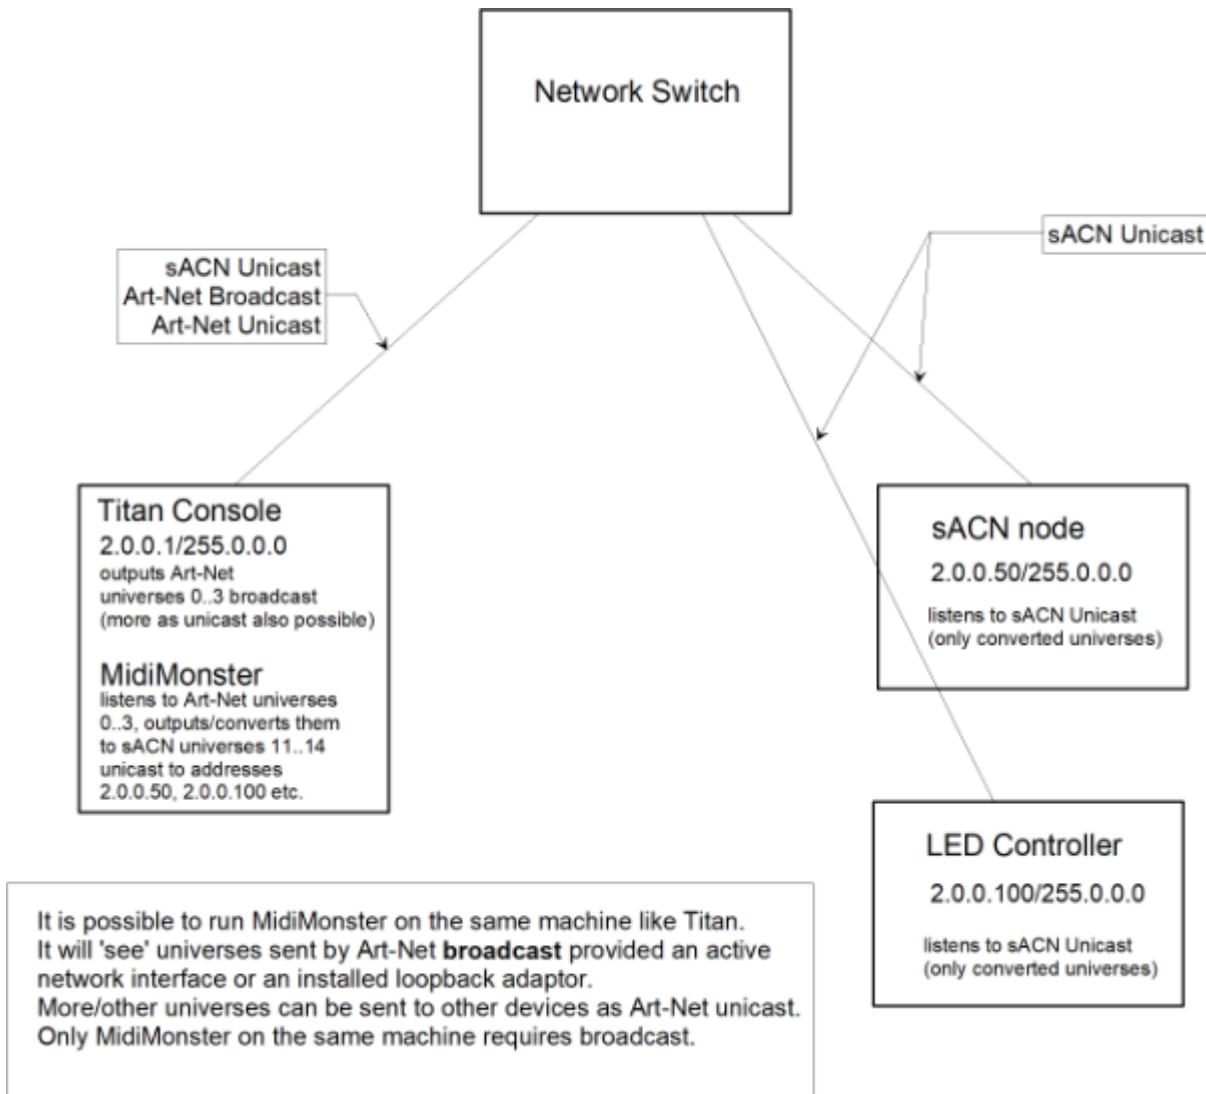 Network Switch
sACN Unicast
Art-Net Broadcast
Art-Net Unicast
sACN Unicast
Titan Console
2.0.0.1/255.0.0.0
outputs Art-Net
universes 0..3 broadcast
(more as unicast also possible)
MidiMonster
listens to Art-Net universes
0..3, outputs/converts them
to sACN universes 11..14
unicast to addresses
2.0.0.50, 2.0.0.100 etc.
sACN node
2.0.0.50/255.0.0.0
listens to sACN Unicast
(only converted universes)
LED Controller
2.0.0.100/255.0.0.0
listens to sACN Unicast
(only converted universes)
It is possible to run MidiMonster on the same machine like Titan.
It will 'see' universes sent by Art-Net broadcast provided an active
network interface or an installed loopback adaptor.
More/other universes can be sent to other devices as Art-Net unicast.
Only MidiMonster on the same machine requires broadcast.